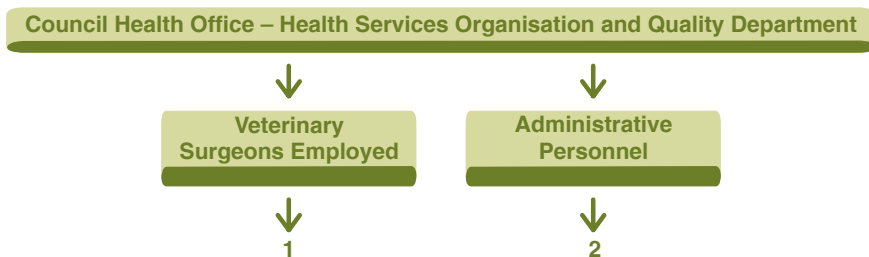 Council Health Office – Health Services Organisation and Quality Department
Veterinary
Surgeons Employed
Administrative
Personnel
1
2